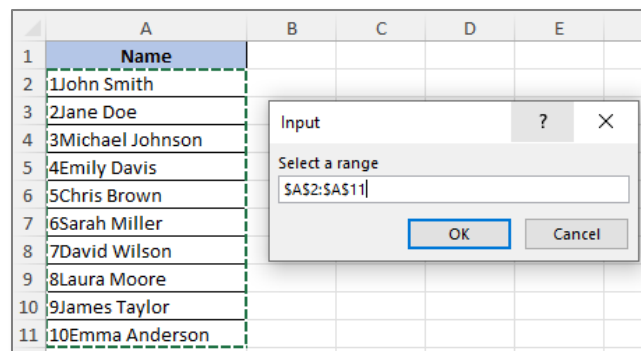 A B C D E
1 Name
2 1John Smith
3 2Jane Doe
4 3Michael Johnson
5 4Emily Davis
6 5Chris Brown
7 6Sarah Miller
8 7David Wilson
9 8Laura Moore
10 9James Taylor
11 10Emma Anderson
Input ? ×
Select a range
$A$2:$A$11
OK Cancel